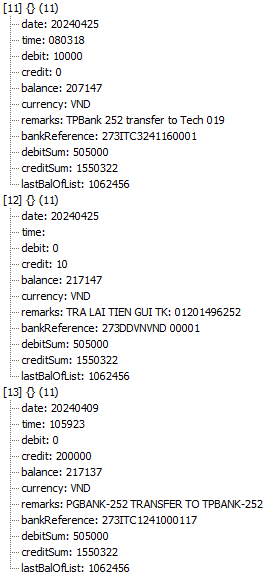 [11] {} (11)
date: 20240425
time: 080318
debit: 10000
credit: 0
balance: 207147
currency: VND
remarks: TPBank 252 transfer to Tech 019
bankReference: 273ITC3241160001
debitSum: 505000
creditSum: 1550322
lastBalOfList: 1062456
[12] {} (11)
date: 20240425
time:
debit: 0
credit: 10
balance: 217147
currency: VND
remarks: TRA LAI TIEN GUI TK: 01201496252
bankReference: 273DDVNVND 00001
debitSum: 505000
creditSum: 1550322
lastBalOfList: 1062456
[13] {} (11)
date: 20240409
time: 105923
debit: 0
credit: 200000
balance: 217137
currency: VND
remarks: PGBANK-252 TRANSFER TO TPBANK-252
bankReference: 273ITC1241000117
debitSum: 505000
creditSum: 1550322
lastBalOfList: 1062456